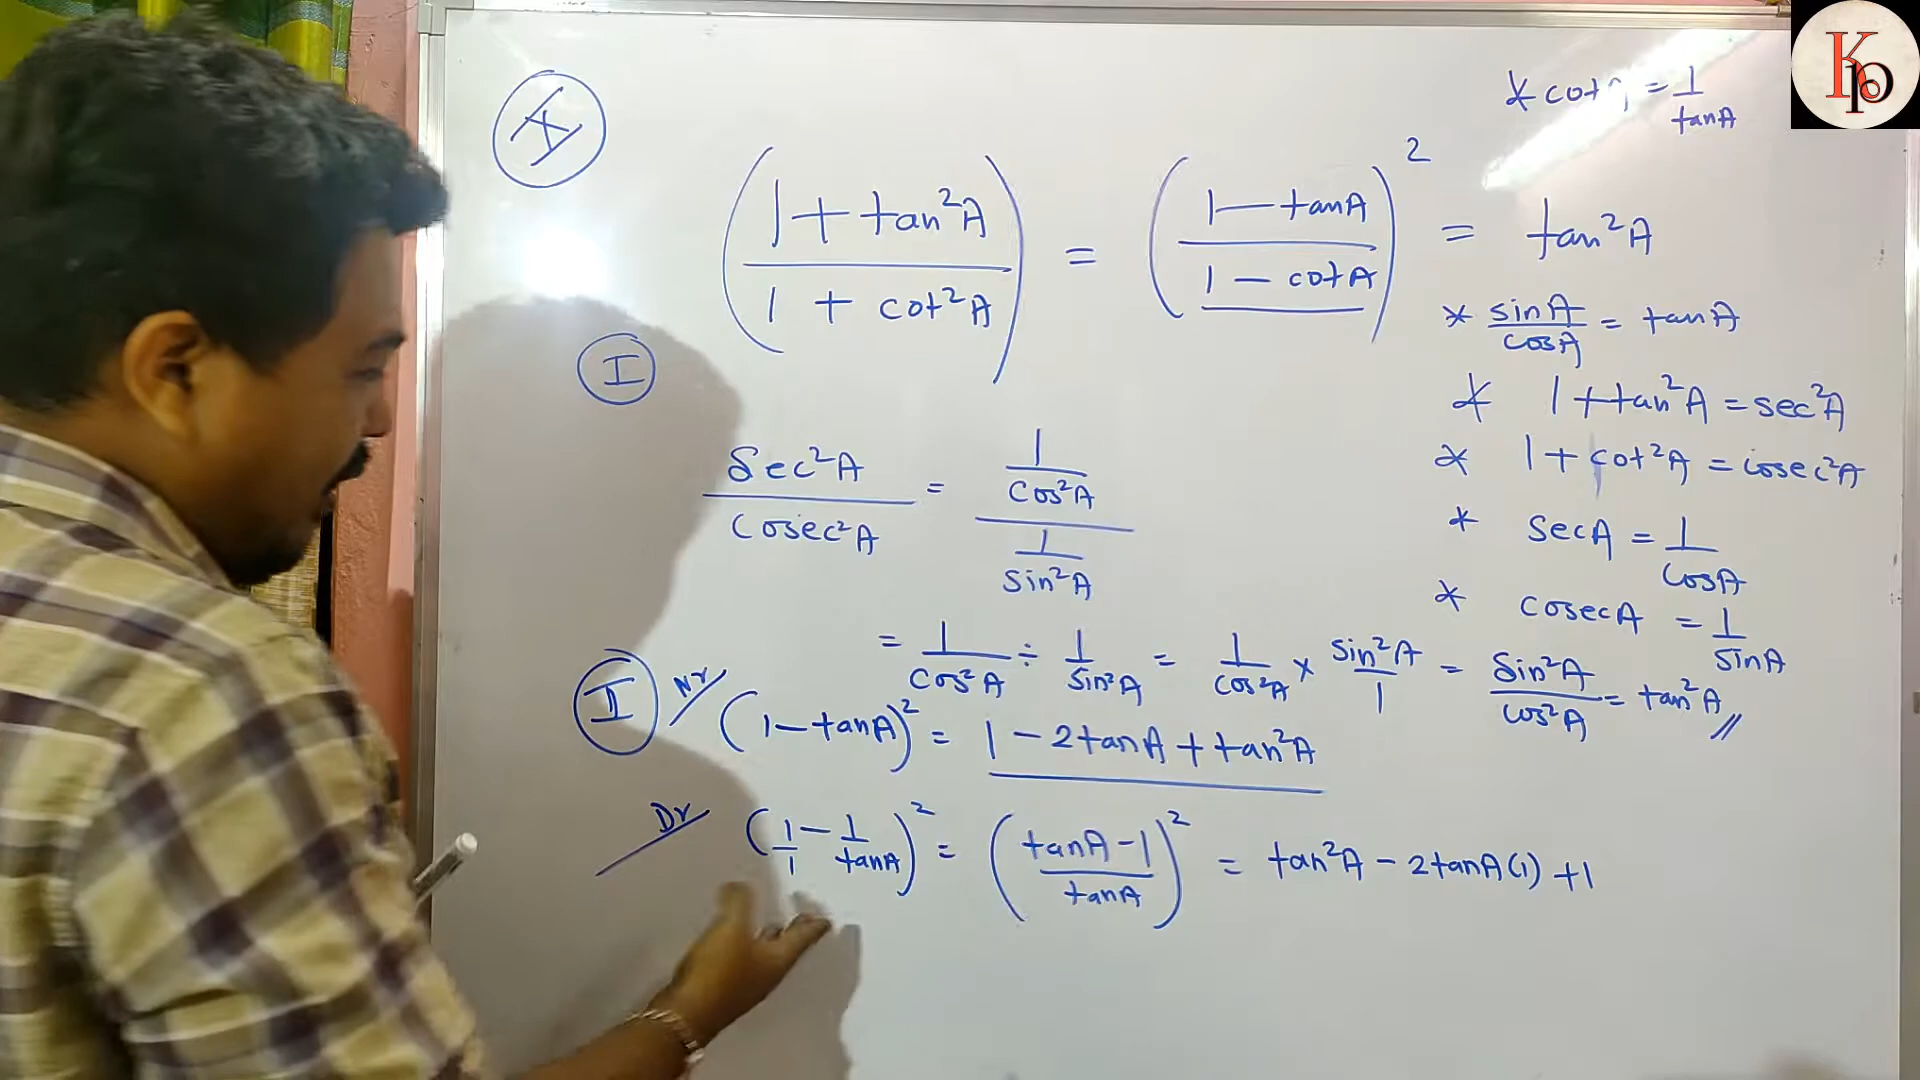 * cot = 1/tanA
(1 + tan²A / 1 + cot²A) = (1 - tanA / 1 - cotA)² = tan²A
* sinA/cosA = tanA
I
* 1 + tan²A = sec²A
* 1 + cot²A = cosec²A
sec²A / cosec²A = (1/cos²A) / (1/sin²A)
* secA = 1/cosA
* cosecA = 1/sinA
= 1/cos²A ÷ 1/sin²A = 1/cos²A × sin²A/1 = sin²A/cos²A = tan²A //
II Nr (1 - tanA)² = 1 - 2tanA + tan²A
Dr (1/1 - 1/tanA)² = (tanA - 1 / tanA)² = tan²A - 2tanA(1) + 1
KP